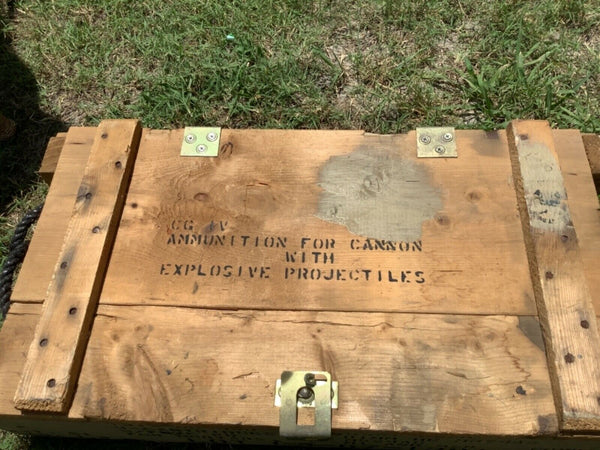 CG IV
AMMUNITION FOR CANNON
WITH
EXPLOSIVE PROJECTILES